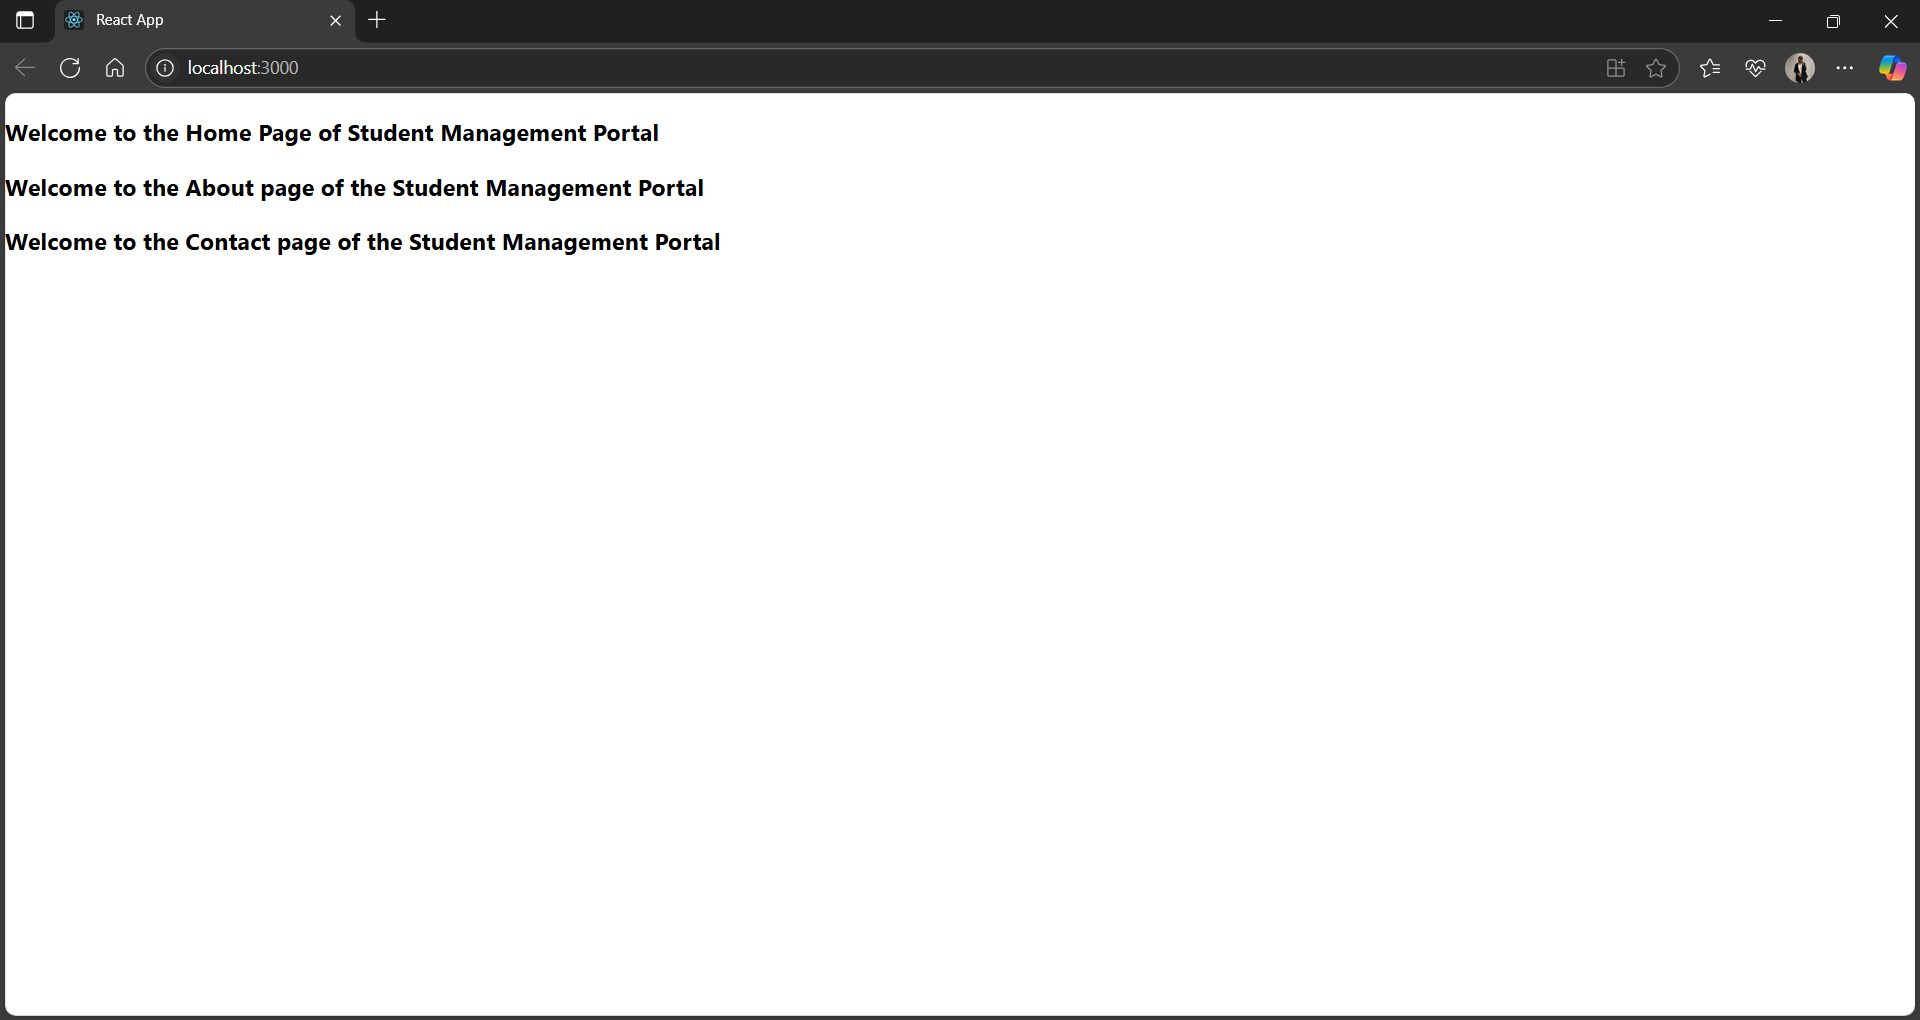 React App
localhost:3000
Welcome to the Home Page of Student Management Portal
Welcome to the About page of the Student Management Portal
Welcome to the Contact page of the Student Management Portal